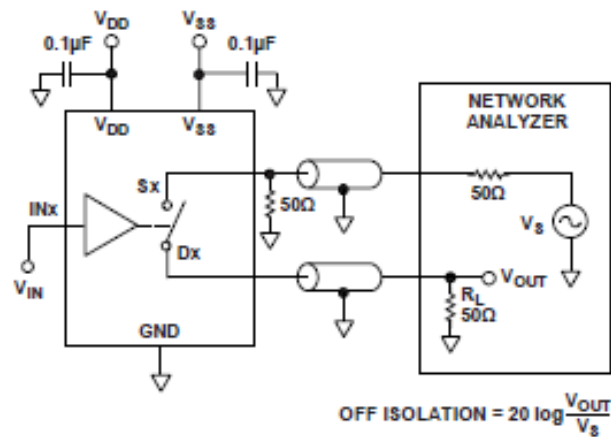 VDD
VSS
0.1µF
0.1µF
VDD
VSS
NETWORK
ANALYZER
Sx
50Ω
50Ω
INx
VS
Dx
VOUT
VIN
RL
50Ω
GND
OFF ISOLATION = 20 log VOUT/VS